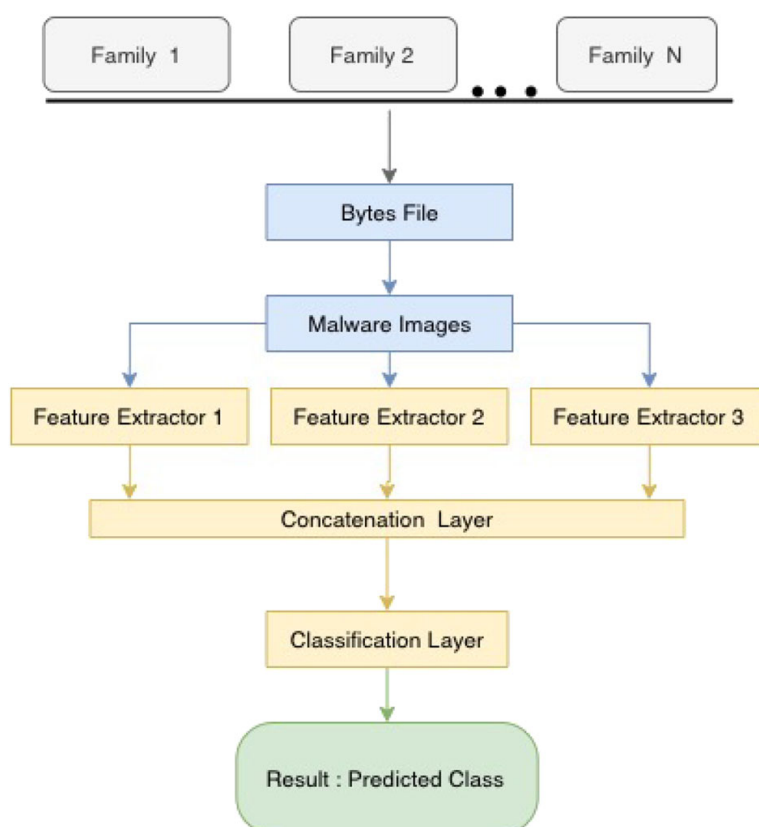 Family 1
Family 2
Family N
Bytes File
Malware Images
Feature Extractor 1
Feature Extractor 2
Feature Extractor 3
Concatenation Layer
Classification Layer
Result : Predicted Class